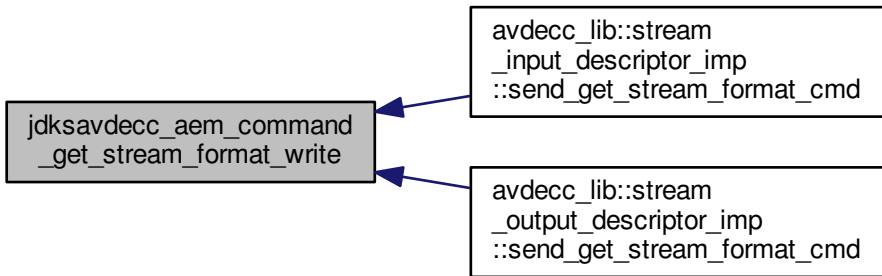 jdksavdecc_aem_command
_get_stream_format_write
avdecc_lib::stream
_input_descriptor_imp
::send_get_stream_format_cmd
avdecc_lib::stream
_output_descriptor_imp
::send_get_stream_format_cmd